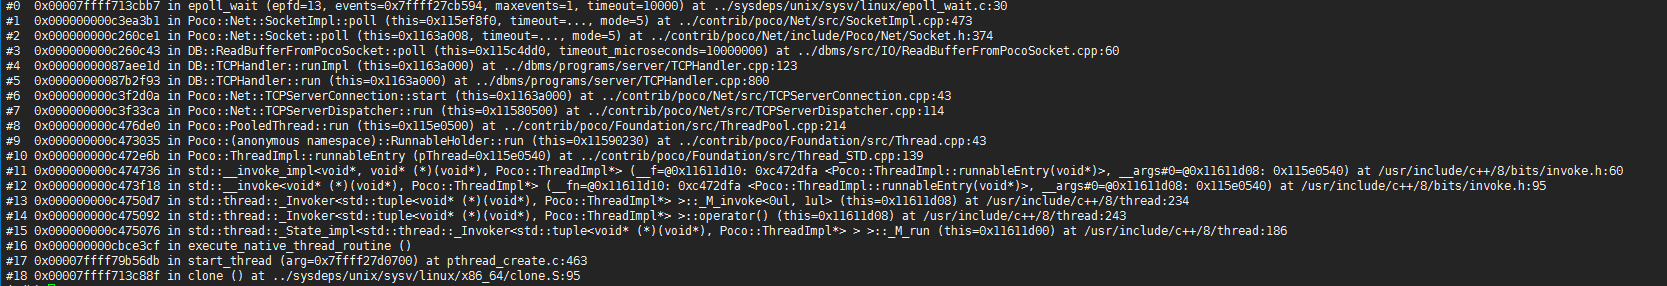 #0  0x00007ffff713cbb7 in epoll_wait (epfd=13, events=0x7ffff27cb594, maxevents=1, timeout=10000) at ../sysdeps/unix/sysv/linux/epoll_wait.c:30
#1  0x000000000c3ea3b1 in Poco::Net::SocketImpl::poll (this=0x115ef8f0, timeout=..., mode=5) at ../contrib/poco/Net/src/SocketImpl.cpp:473
#2  0x000000000c260ce1 in Poco::Net::Socket::poll (this=0x1163a008, timeout=..., mode=5) at ../contrib/poco/Net/include/Poco/Net/Socket.h:374
#3  0x000000000c260c43 in DB::ReadBufferFromPocoSocket::poll (this=0x115c4dd0, timeout_microseconds=10000000) at ../dbms/src/IO/ReadBufferFromPocoSocket.cpp:60
#4  0x00000000087aee1d in DB::TCPHandler::runImpl (this=0x1163a000) at ../dbms/programs/server/TCPHandler.cpp:123
#5  0x00000000087b2f93 in DB::TCPHandler::run (this=0x1163a000) at ../dbms/programs/server/TCPHandler.cpp:800
#6  0x000000000c3f2d0a in Poco::Net::TCPServerConnection::start (this=0x1163a000) at ../contrib/poco/Net/src/TCPServerConnection.cpp:43
#7  0x000000000c3f33ca in Poco::Net::TCPServerDispatcher::run (this=0x11580500) at ../contrib/poco/Net/src/TCPServerDispatcher.cpp:114
#8  0x000000000c476de0 in Poco::PooledThread::run (this=0x115e0500) at ../contrib/poco/Foundation/src/ThreadPool.cpp:214
#9  0x000000000c473035 in Poco::(anonymous namespace)::RunnableHolder::run (this=0x11590230) at ../contrib/poco/Foundation/src/Thread.cpp:43
#10 0x000000000c472e6b in Poco::ThreadImpl::runnableEntry (pThread=0x115e0540) at ../contrib/poco/Foundation/src/Thread_STD.cpp:139
#11 0x000000000c474736 in std::__invoke_impl<void*, void* (*)(void*), Poco::ThreadImpl*> (__f=@0x11611d10: 0xc472dfa <Poco::ThreadImpl::runnableEntry(void*)>, __args#0=@0x11611d08: 0x115e0540) at /usr/include/c++/8/bits/invoke.h:60
#12 0x000000000c473f18 in std::__invoke<void* (*)(void*), Poco::ThreadImpl*> (__fn=@0x11611d10: 0xc472dfa <Poco::ThreadImpl::runnableEntry(void*)>, __args#0=@0x11611d08: 0x115e0540) at /usr/include/c++/8/bits/invoke.h:95
#13 0x000000000c4750d7 in std::thread::_Invoker<std::tuple<void* (*)(void*), Poco::ThreadImpl*> >::_M_invoke<0ul, 1ul> (this=0x11611d08) at /usr/include/c++/8/thread:234
#14 0x000000000c475092 in std::thread::_Invoker<std::tuple<void* (*)(void*), Poco::ThreadImpl*> >::operator() (this=0x11611d08) at /usr/include/c++/8/thread:243
#15 0x000000000c475076 in std::thread::_State_impl<std::thread::_Invoker<std::tuple<void* (*)(void*), Poco::ThreadImpl*> > >::_M_run (this=0x11611d00) at /usr/include/c++/8/thread:186
#16 0x000000000cbce3cf in execute_native_thread_routine ()
#17 0x00007ffff79b56db in start_thread (arg=0x7ffff27d0700) at pthread_create.c:463
#18 0x00007ffff713c88f in clone () at ../sysdeps/unix/sysv/linux/x86_64/clone.S:95